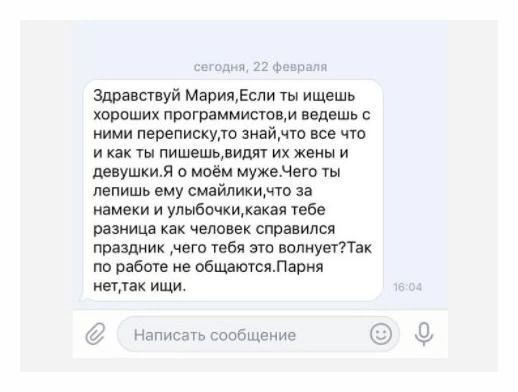 сегодня, 22 февраля
Здравствуй Мария,Если ты ищешь
хороших программистов,и ведешь с
ними переписку,то знай,что все что
и как ты пишешь,видят их жены и
девушки.Я о моём муже.Чего ты
лепишь ему смайлики,что за
намеки и улыбочки,какая тебе
разница как человек справился
праздник ,чего тебя это волнует?Так
по работе не общаются.Парня
нет,так ищи.
16:04
Написать сообщение